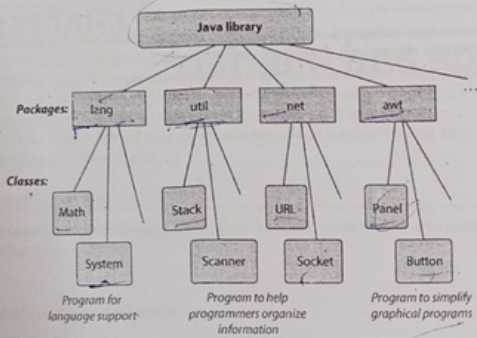 Java library
Packages: lang util net awt ....
Classes:
Math Stack URL Panel
System Scanner Socket Button
Program for Program to help Program to simplify
language support programmers organize graphical programs
information